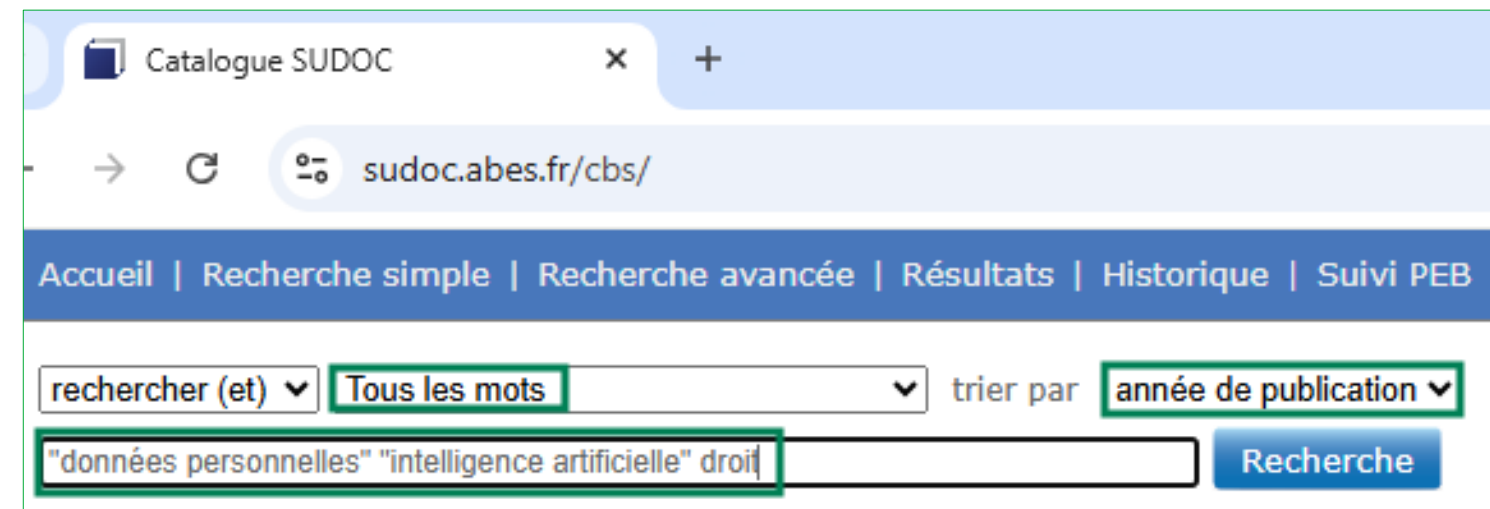 Catalogue SUDOC
sudoc.abes.fr/cbs/
Accueil | Recherche simple | Recherche avancée | Résultats | Historique | Suivi PEB
rechercher (et) Tous les mots trier par année de publication
"données personnelles" "intelligence artificielle" droit Recherche